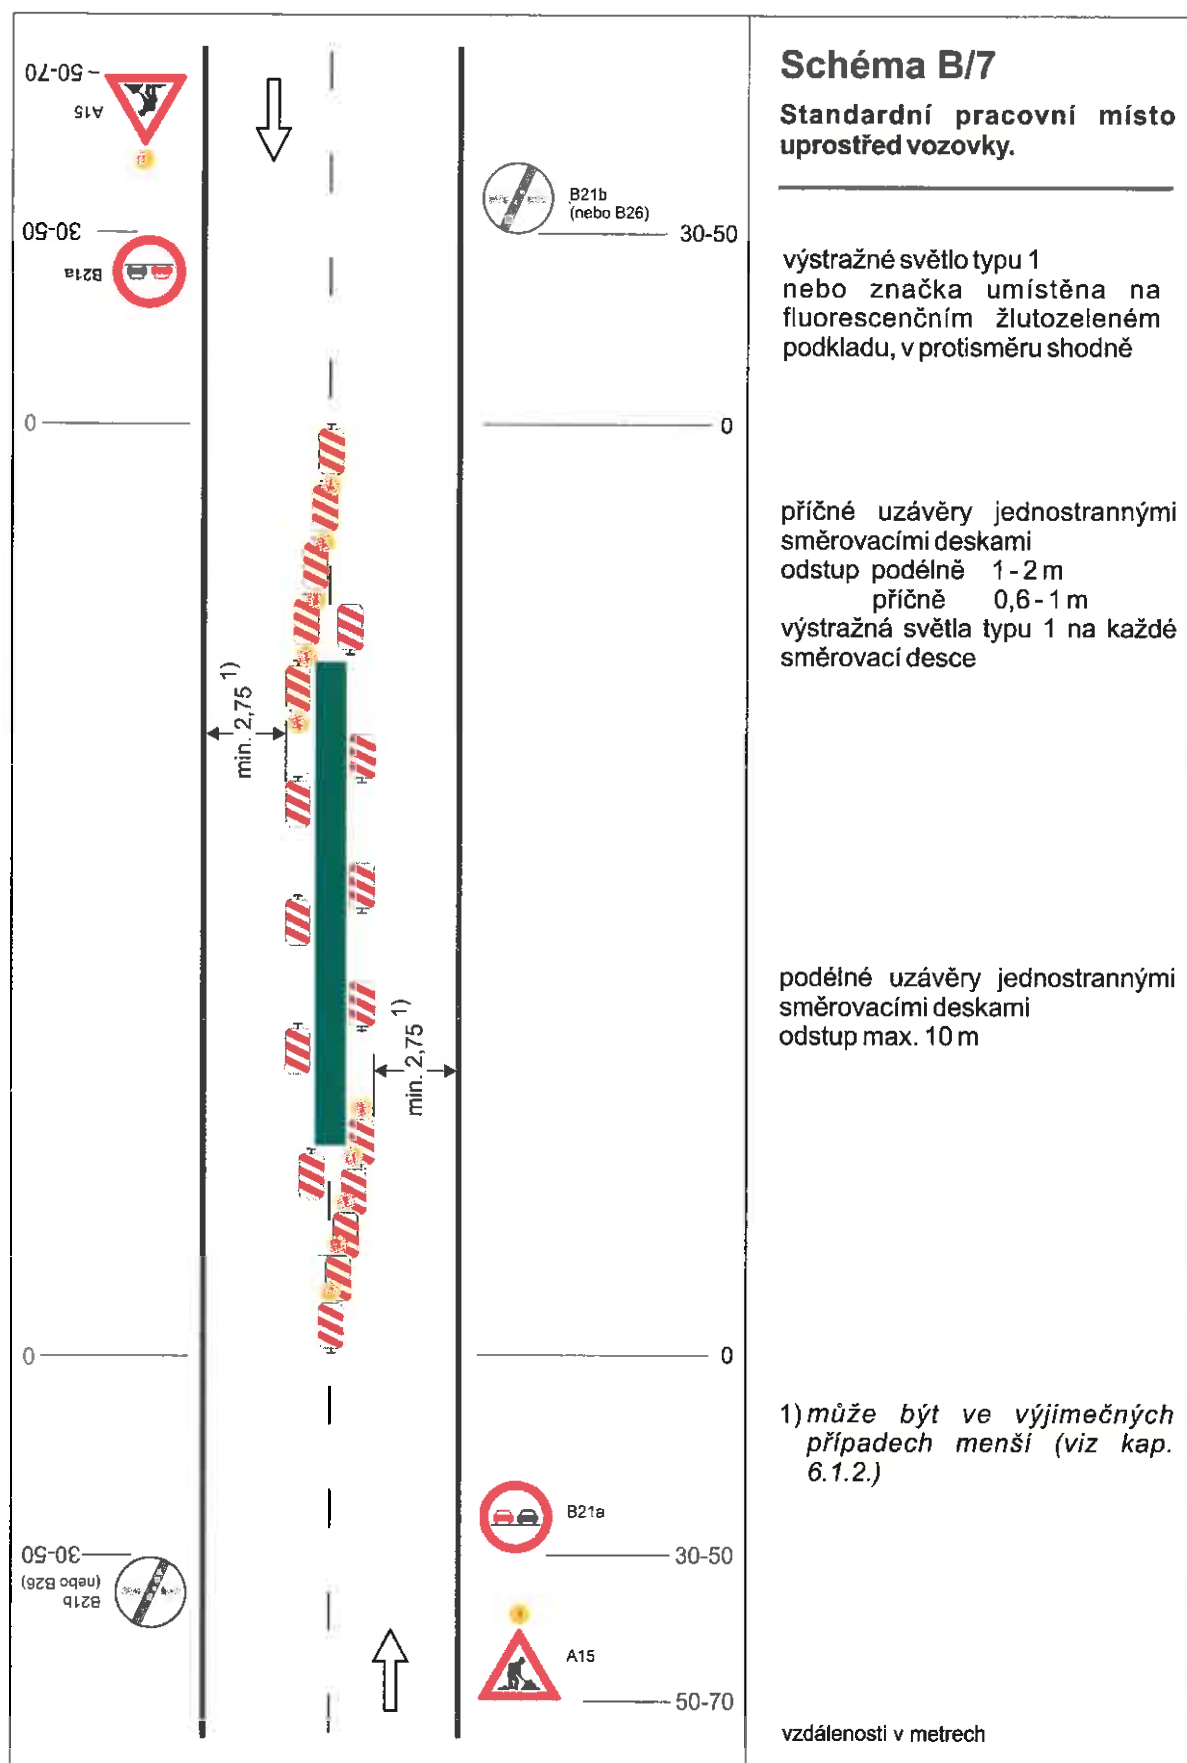 50-70
A15
30-50
B21a
B21b
(nebo B26)
30-50
0
0
min. 2,75 1)
min. 2,75 1)
0
0
B21a
30-50
30-50
B21b
(nebo B26)
A15
50-70
Schéma B/7
Standardní pracovní místo
uprostřed vozovky.
výstražné světlo typu 1
nebo značka umístěna na
fluorescenčním žlutozeleném
podkladu, v protisměru shodně
příčné uzávěry jednostrannými
směrovacími deskami
odstup podélně 1-2 m
příčně 0,6-1 m
výstražná světla typu 1 na každé
směrovací desce
podélné uzávěry jednostrannými
směrovacími deskami
odstup max. 10 m
1) může být ve výjimečných
případech menší (viz kap.
6.1.2.)
vzdálenosti v metrech